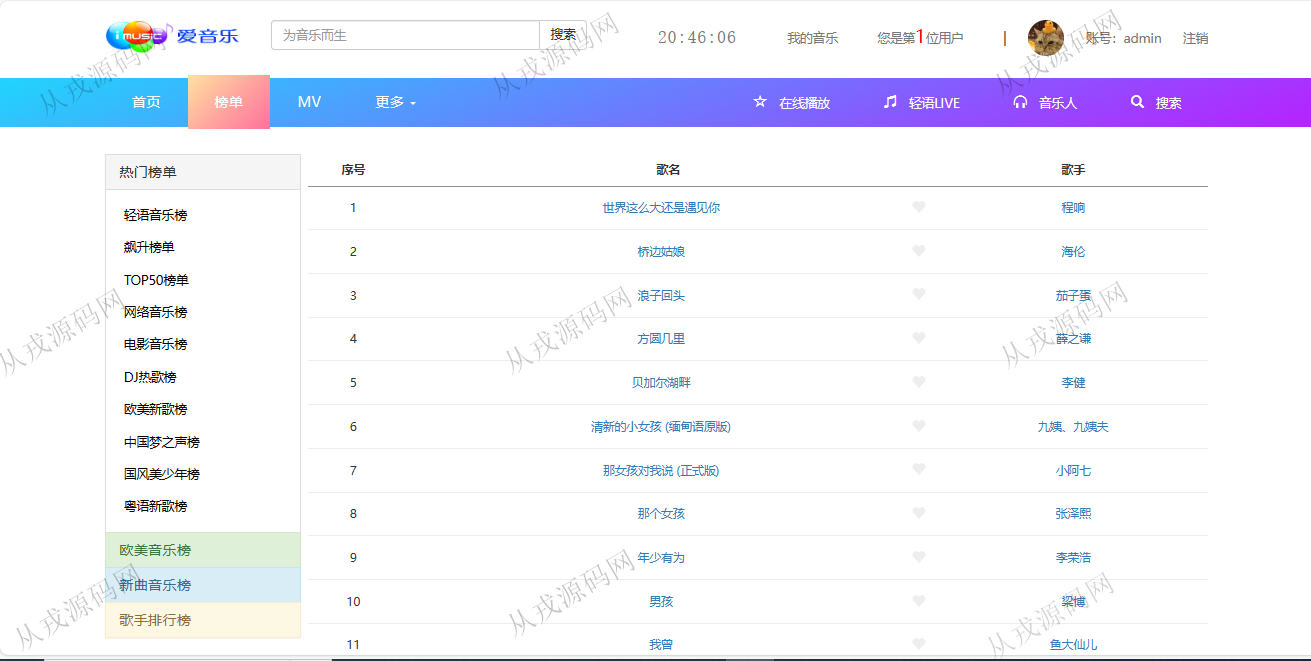 iMUSIC 爱音乐 为音乐而生 搜索 20:46:06 我的音乐 您是第1位用户 | 账号：admin 注销
首页 榜单 MV 更多 在线播放 轻语LIVE 音乐人 搜索
热门榜单
轻语音乐榜
飙升榜单
TOP50榜单
网络音乐榜
电影音乐榜
DJ热歌榜
欧美新歌榜
中国梦之声榜
国风美少年榜
粤语新歌榜
欧美音乐榜
新曲音乐榜
歌手排行榜
序号 歌名 歌手
1 世界这么大还是遇见你 程响
2 桥边姑娘 海伦
3 浪子回头 茄子蛋
4 方圆几里 薛之谦
5 贝加尔湖畔 李健
6 清新的小女孩 (缅甸语原版) 九姨、九姨夫
7 那女孩对我说 (正式版) 小阿七
8 那个女孩 张泽熙
9 年少有为 李荣浩
10 男孩 梁博
11 我曾 鱼大仙儿
从戎源码网
从戎源码网
从戎源码网
从戎源码网
从戎源码网
从戎源码网
从戎源码网
从戎源码网
从戎源码网